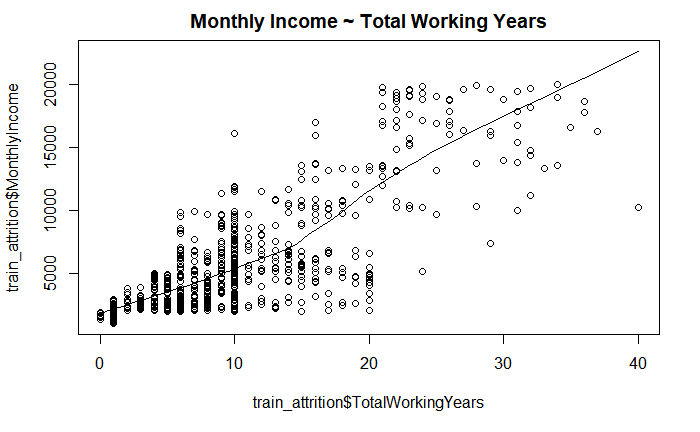 Monthly Income ~ Total Working Years
train_attrition$MonthlyIncome
20000
15000
10000
5000
0 10 20 30 40
train_attrition$TotalWorkingYears